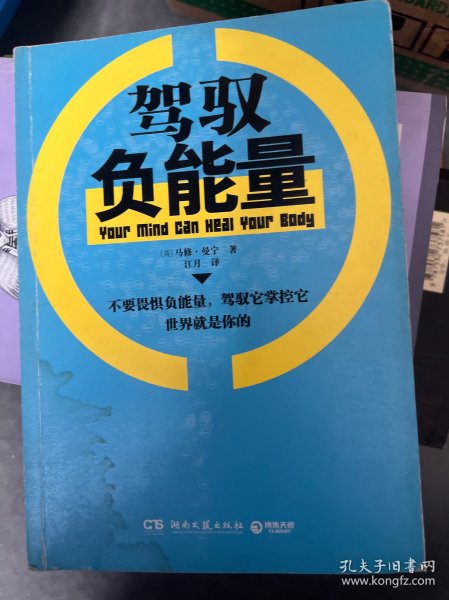 驾驭
负能量
Your Mind Can Heal Your Body
[英]马修·曼宁 著
江月 译
不要畏惧负能量，驾驭它掌控它
世界就是你的
湖南文艺出版社
博集天卷
CS-BOOKY
孔夫子旧书网
www.kongfz.com